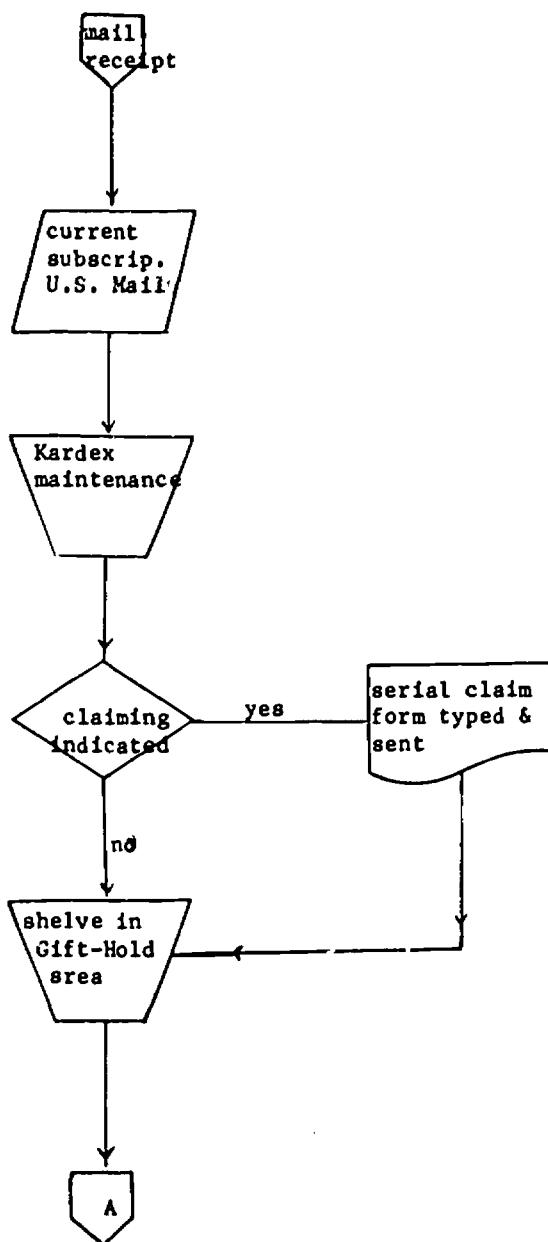 mail
receipt
current
subscrip.
U.S. Mail
Kardex
maintenance
claiming
indicated
yes
serial claim
form typed &
sent
no
shelve in
Gift-Hold
srea
A